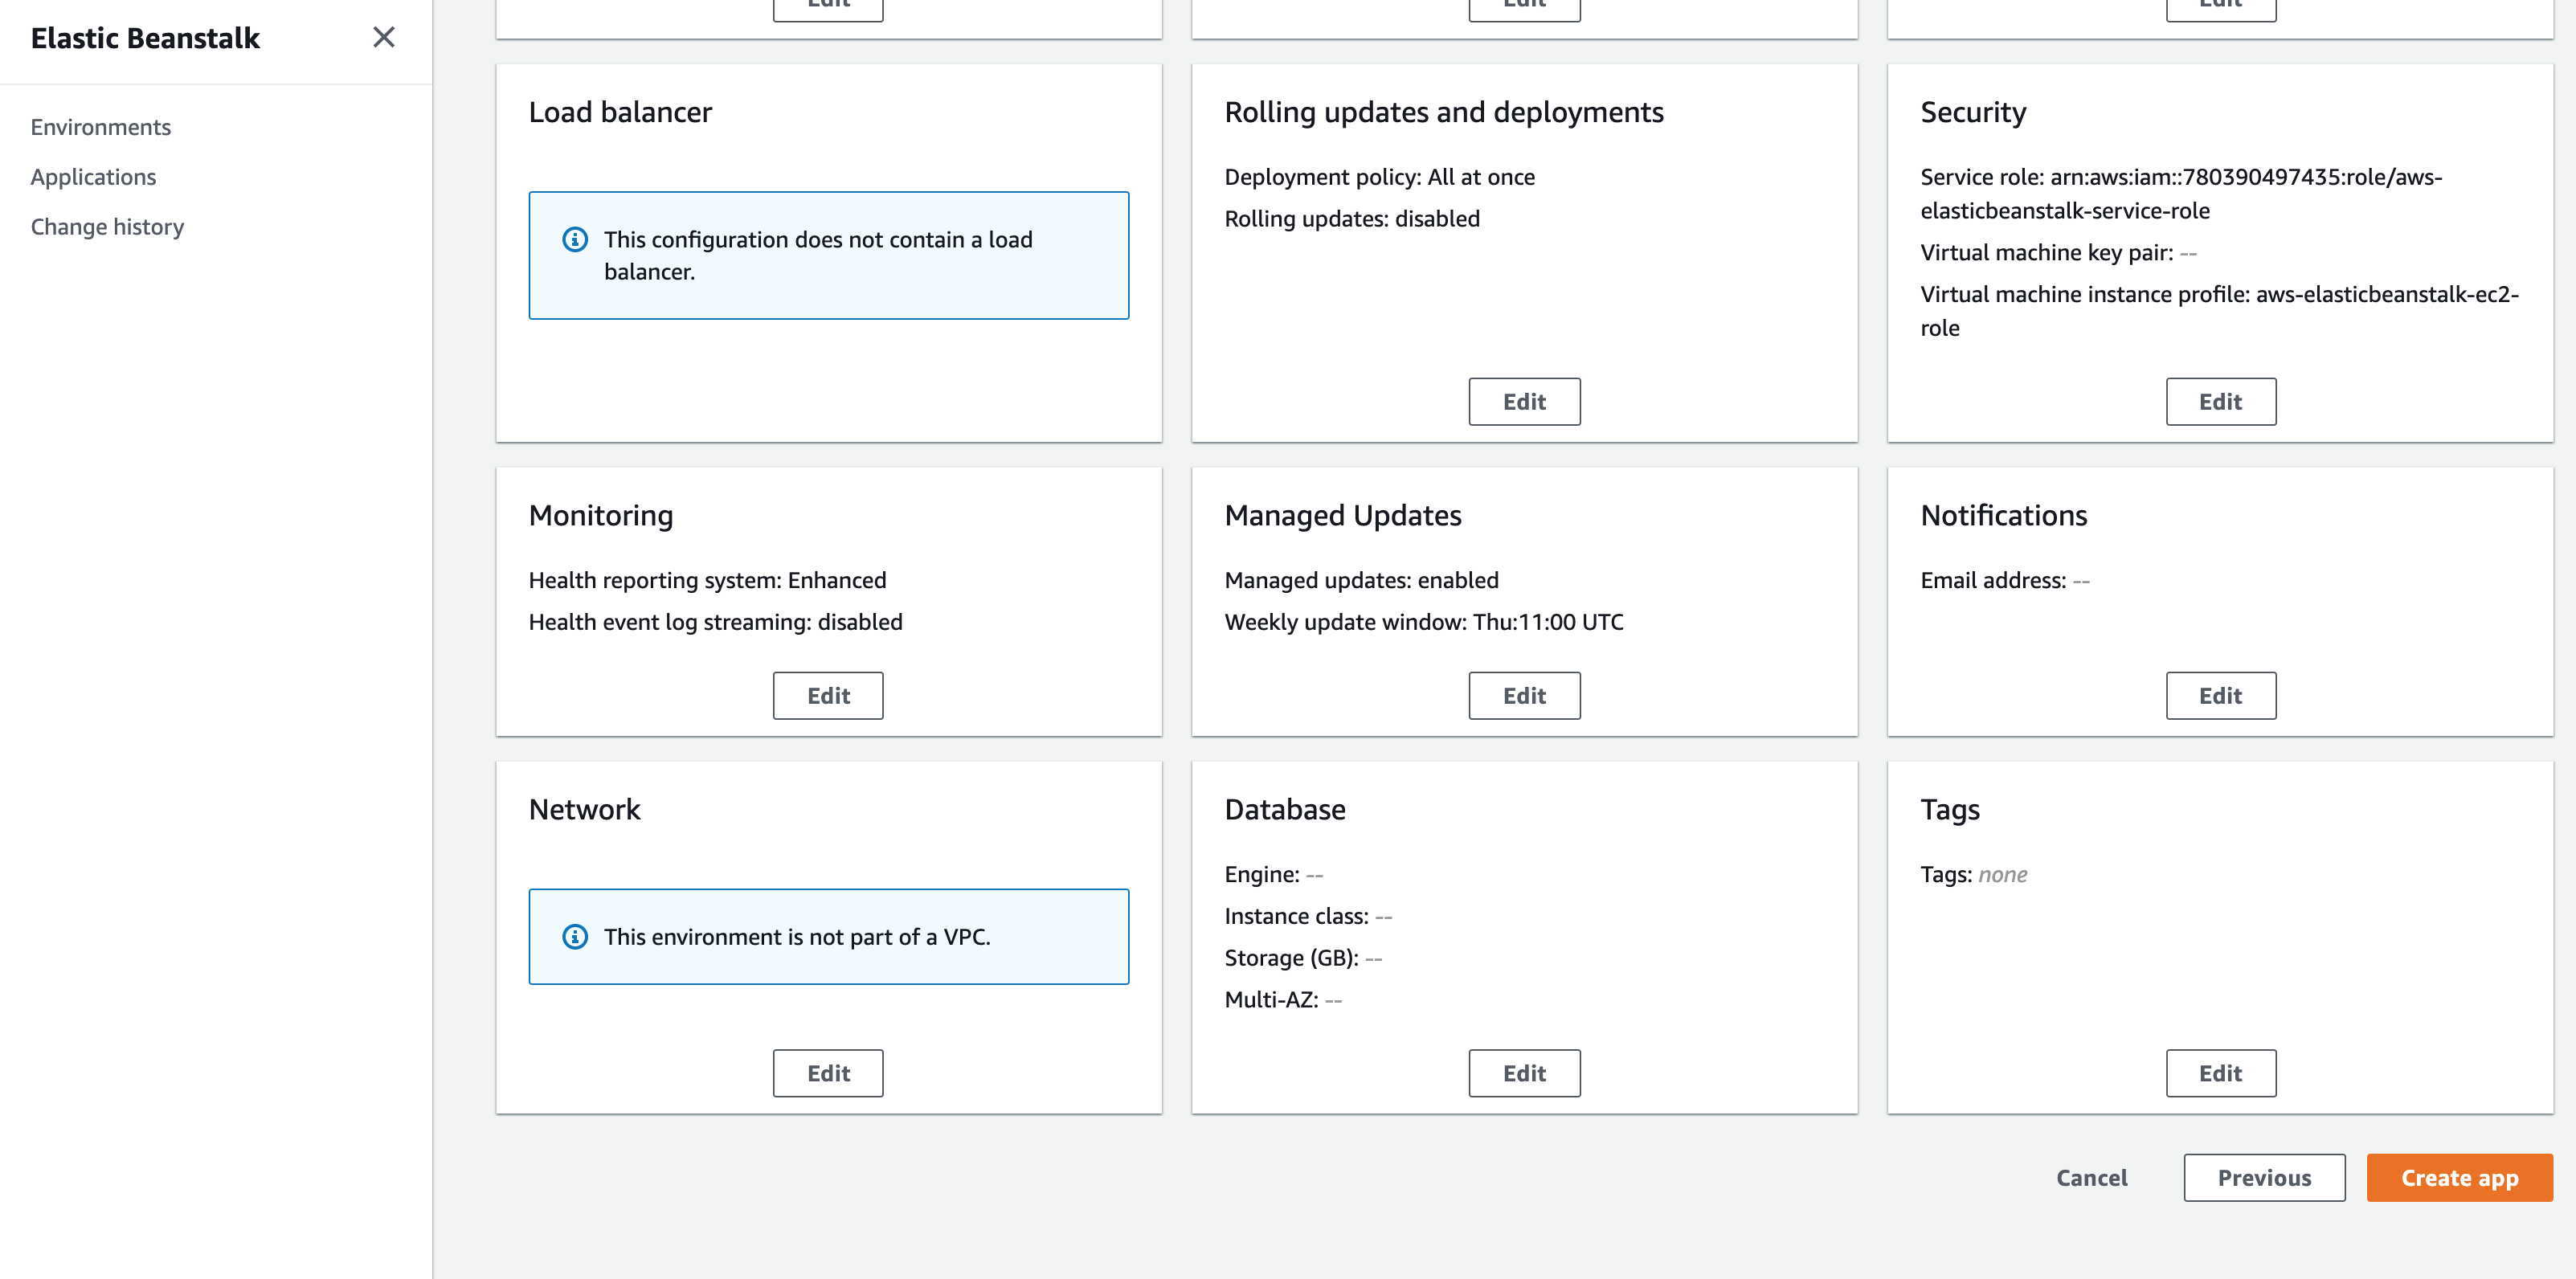 Elastic Beanstalk
Environments
Applications
Change history
Edit
Edit
Edit
Load balancer
This configuration does not contain a load
balancer.
Rolling updates and deployments
Deployment policy: All at once
Rolling updates: disabled
Edit
Security
Service role: arn:aws:iam::780390497435:role/aws-
elasticbeanstalk-service-role
Virtual machine key pair: --
Virtual machine instance profile: aws-elasticbeanstalk-ec2-
role
Edit
Monitoring
Health reporting system: Enhanced
Health event log streaming: disabled
Edit
Managed Updates
Managed updates: enabled
Weekly update window: Thu:11:00 UTC
Edit
Notifications
Email address: --
Edit
Network
This environment is not part of a VPC.
Edit
Database
Engine: --
Instance class: --
Storage (GB): --
Multi-AZ: --
Edit
Tags
Tags: none
Edit
Cancel
Previous
Create app